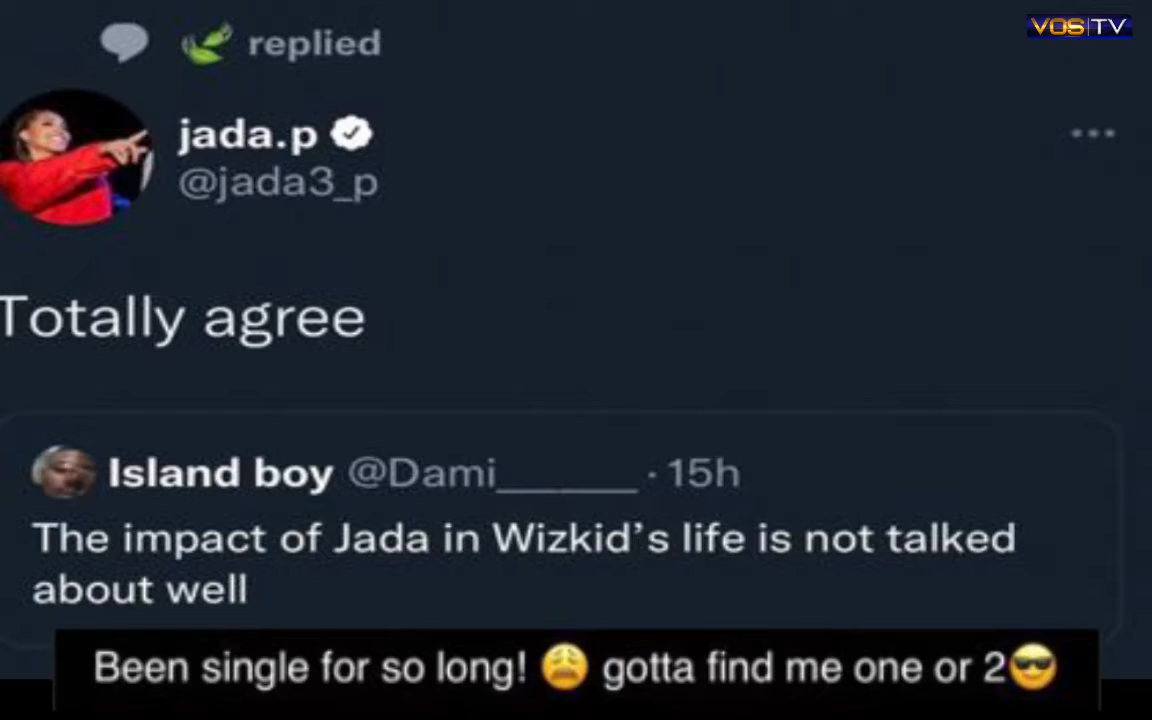 VOS|TV
replied
jada.p
@jada3_p
Totally agree
Island boy @Dami______ · 15h
The impact of Jada in Wizkid’s life is not talked
about well
Been single for so long! 😩 gotta find me one or 2😎